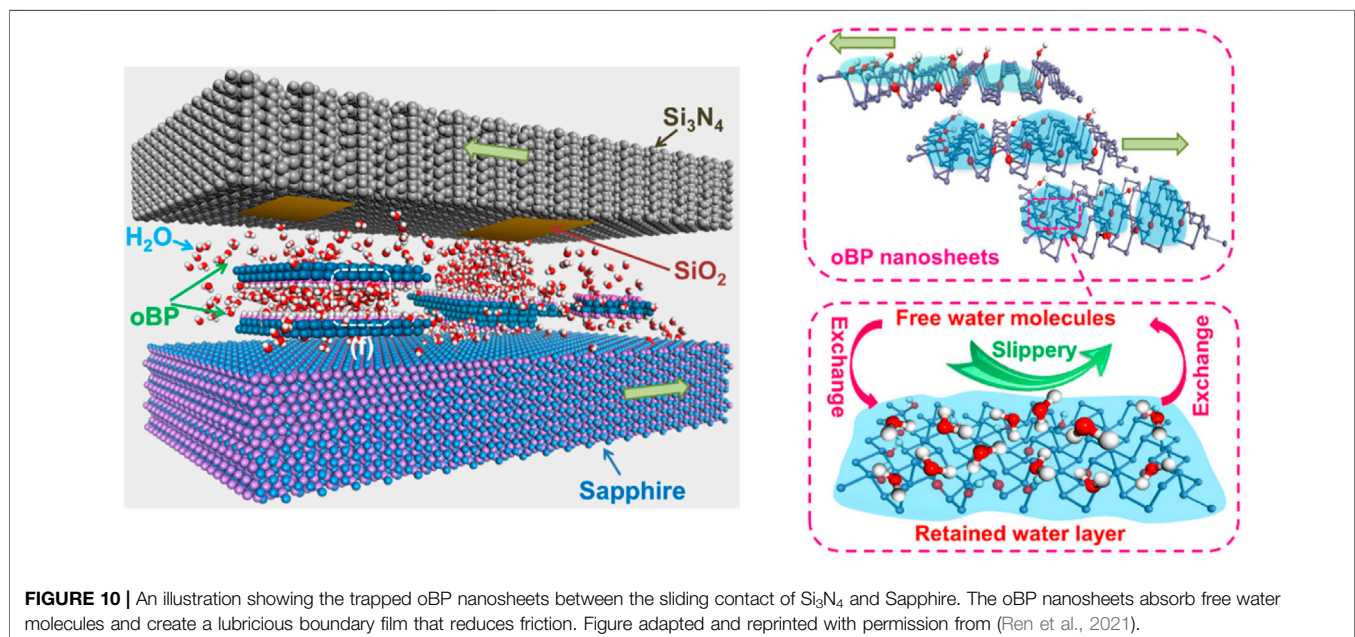 Si₃N₄
H₂O
SiO₂
oBP
Sapphire
oBP nanosheets
Free water molecules
Exchange
Slippery
Exchange
Retained water layer
FIGURE 10 | An illustration showing the trapped oBP nanosheets between the sliding contact of Si₃N₄ and Sapphire. The oBP nanosheets absorb free water
molecules and create a lubricious boundary film that reduces friction. Figure adapted and reprinted with permission from (Ren et al., 2021).